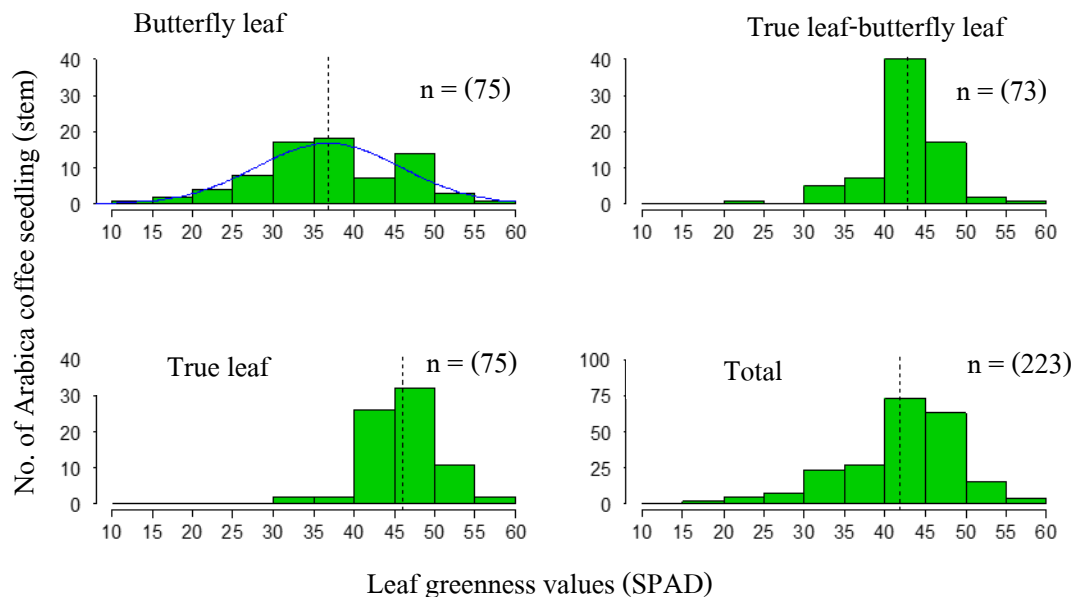 Butterfly leaf
True leaf-butterfly leaf
No. of Arabica coffee seedling (stem)
40
30
20
10
0
n = (75)
10 15 20 25 30 35 40 45 50 55 60
40
30
20
10
0
n = (73)
10 15 20 25 30 35 40 45 50 55 60
True leaf
40
30
20
10
0
n = (75)
10 15 20 25 30 35 40 45 50 55 60
Total
100
75
50
25
0
n = (223)
10 15 20 25 30 35 40 45 50 55 60
Leaf greenness values (SPAD)